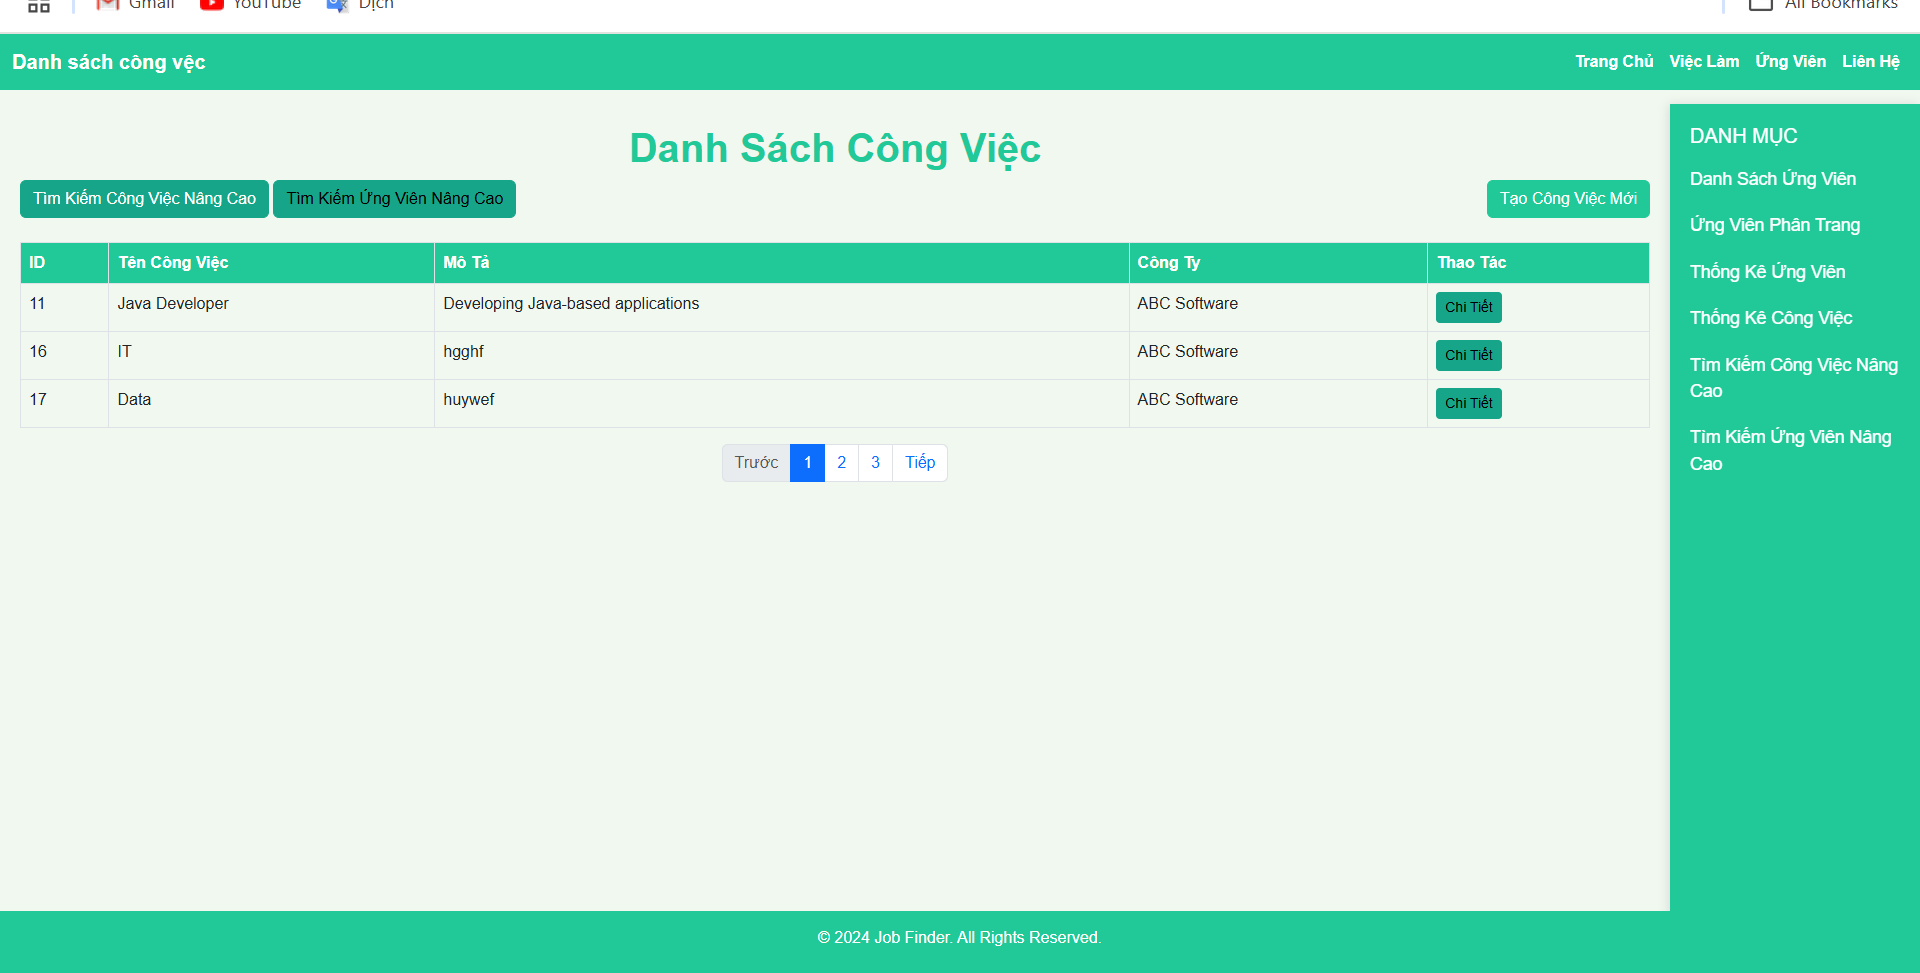 Gmail
YouTube
Dịch
All Bookmarks
Danh sách công vệc
Trang Chủ Việc Làm Ứng Viên Liên Hệ
Danh Sách Công Việc
Tìm Kiếm Công Việc Nâng Cao
Tìm Kiếm Ứng Viên Nâng Cao
Tạo Công Việc Mới
ID Tên Công Việc Mô Tả Công Ty Thao Tác
11 Java Developer Developing Java-based applications ABC Software Chi Tiết
16 IT hgghf ABC Software Chi Tiết
17 Data huywef ABC Software Chi Tiết
Trước 1 2 3 Tiếp
DANH MỤC
Danh Sách Ứng Viên
Ứng Viên Phân Trang
Thống Kê Ứng Viên
Thống Kê Công Việc
Tìm Kiếm Công Việc Nâng
Cao
Tìm Kiếm Ứng Viên Nâng
Cao
© 2024 Job Finder. All Rights Reserved.